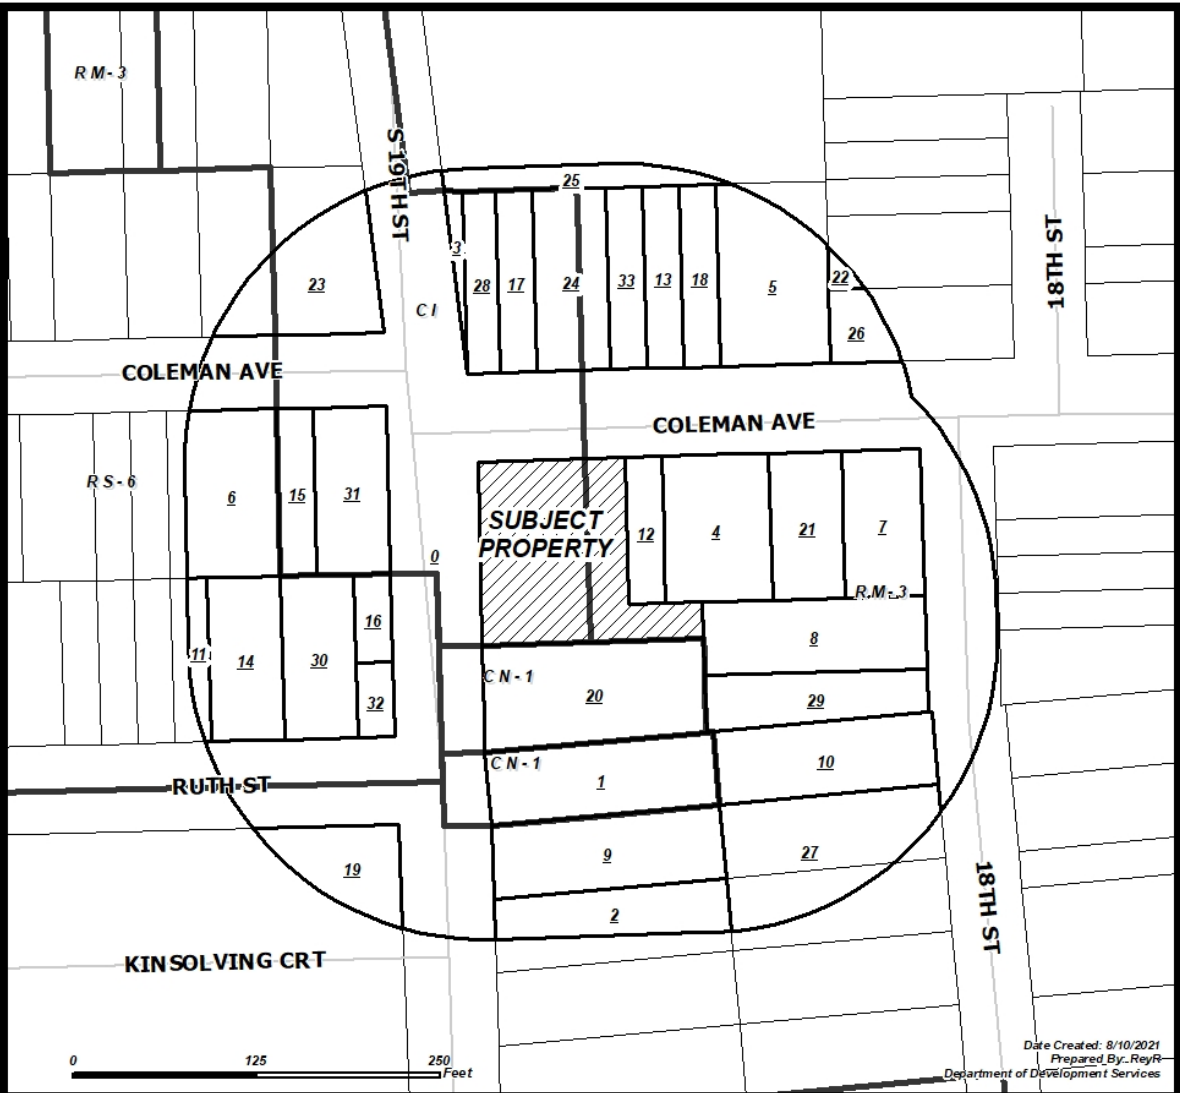 RM-3
S 19TH ST
25
18TH ST
3
28
17
24
33
13
18
5
22
23
CI
26
COLEMAN AVE
COLEMAN AVE
RS-6
6
15
31
SUBJECT
PROPERTY
12
4
21
7
0
RM-3
16
8
11
14
30
CN-1
20
32
29
CN-1
10
RUTH ST
1
9
27
19
18TH ST
2
KINSOLVING CRT
0 125 250
Feet
Date Created: 8/10/2021
Prepared By: ReyR
Department of Development Services